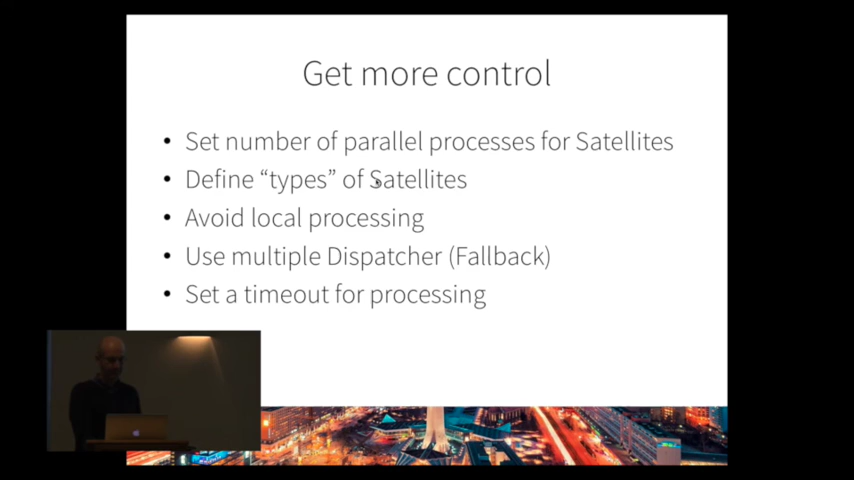 Get more control
• Set number of parallel processes for Satellites
• Define “types” of Satellites
• Avoid local processing
• Use multiple Dispatcher (Fallback)
• Set a timeout for processing